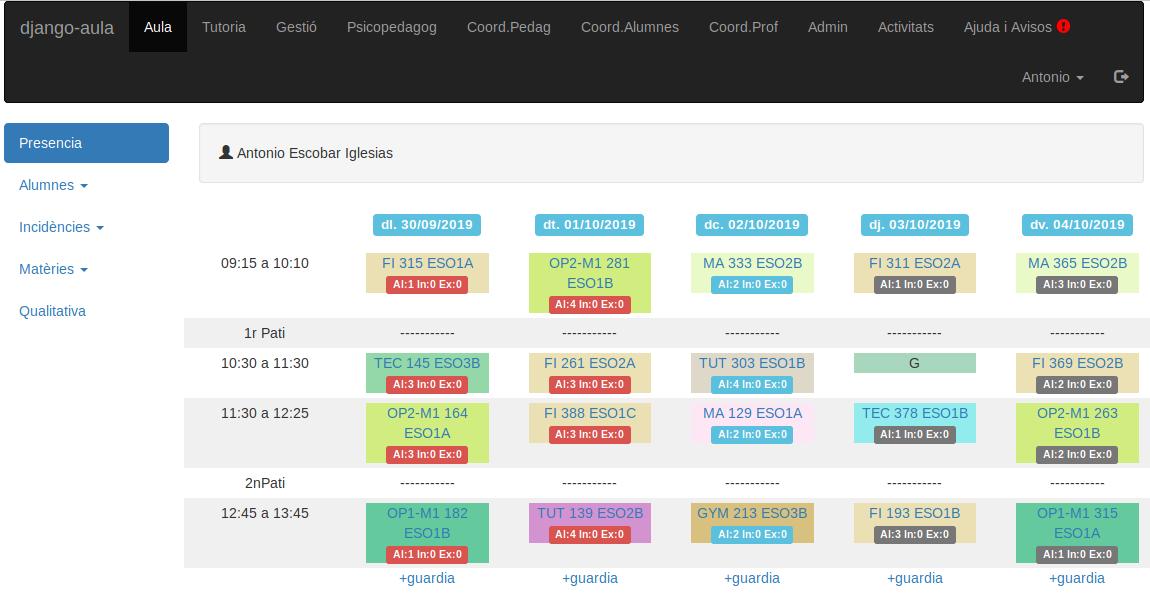 django-aula Aula Tutoria Gestió Psicopedagog Coord.Pedag Coord.Alumnes Coord.Prof Admin Activitats Ajuda i Avisos
Antonio
Presencia
Alumnes
Incidències
Matèries
Qualitativa
Antonio Escobar Iglesias
dl. 30/09/2019 dt. 01/10/2019 dc. 02/10/2019 dj. 03/10/2019 dv. 04/10/2019
09:15 a 10:10 FI 315 ESO1A OP2-M1 281 MA 333 ESO2B FI 311 ESO2A MA 365 ESO2B
Al:1 In:0 Ex:0 ESO1B Al:2 In:0 Ex:0 Al:1 In:0 Ex:0 Al:3 In:0 Ex:0
Al:4 In:0 Ex:0
1r Pati ----------- ----------- ----------- ----------- -----------
10:30 a 11:30 TEC 145 ESO3B FI 261 ESO2A TUT 303 ESO1B G FI 369 ESO2B
Al:3 In:0 Ex:0 Al:3 In:0 Ex:0 Al:4 In:0 Ex:0 Al:2 In:0 Ex:0
11:30 a 12:25 OP2-M1 164 FI 388 ESO1C MA 129 ESO1A TEC 378 ESO1B OP2-M1 263
ESO1A Al:3 In:0 Ex:0 Al:2 In:0 Ex:0 Al:1 In:0 Ex:0 ESO1B
Al:3 In:0 Ex:0 Al:2 In:0 Ex:0
2nPati ----------- ----------- ----------- ----------- -----------
12:45 a 13:45 OP1-M1 182 TUT 139 ESO2B GYM 213 ESO3B FI 193 ESO1B OP1-M1 315
ESO1B Al:4 In:0 Ex:0 Al:2 In:0 Ex:0 Al:3 In:0 Ex:0 ESO1A
Al:1 In:0 Ex:0 Al:1 In:0 Ex:0
+guardia +guardia +guardia +guardia +guardia